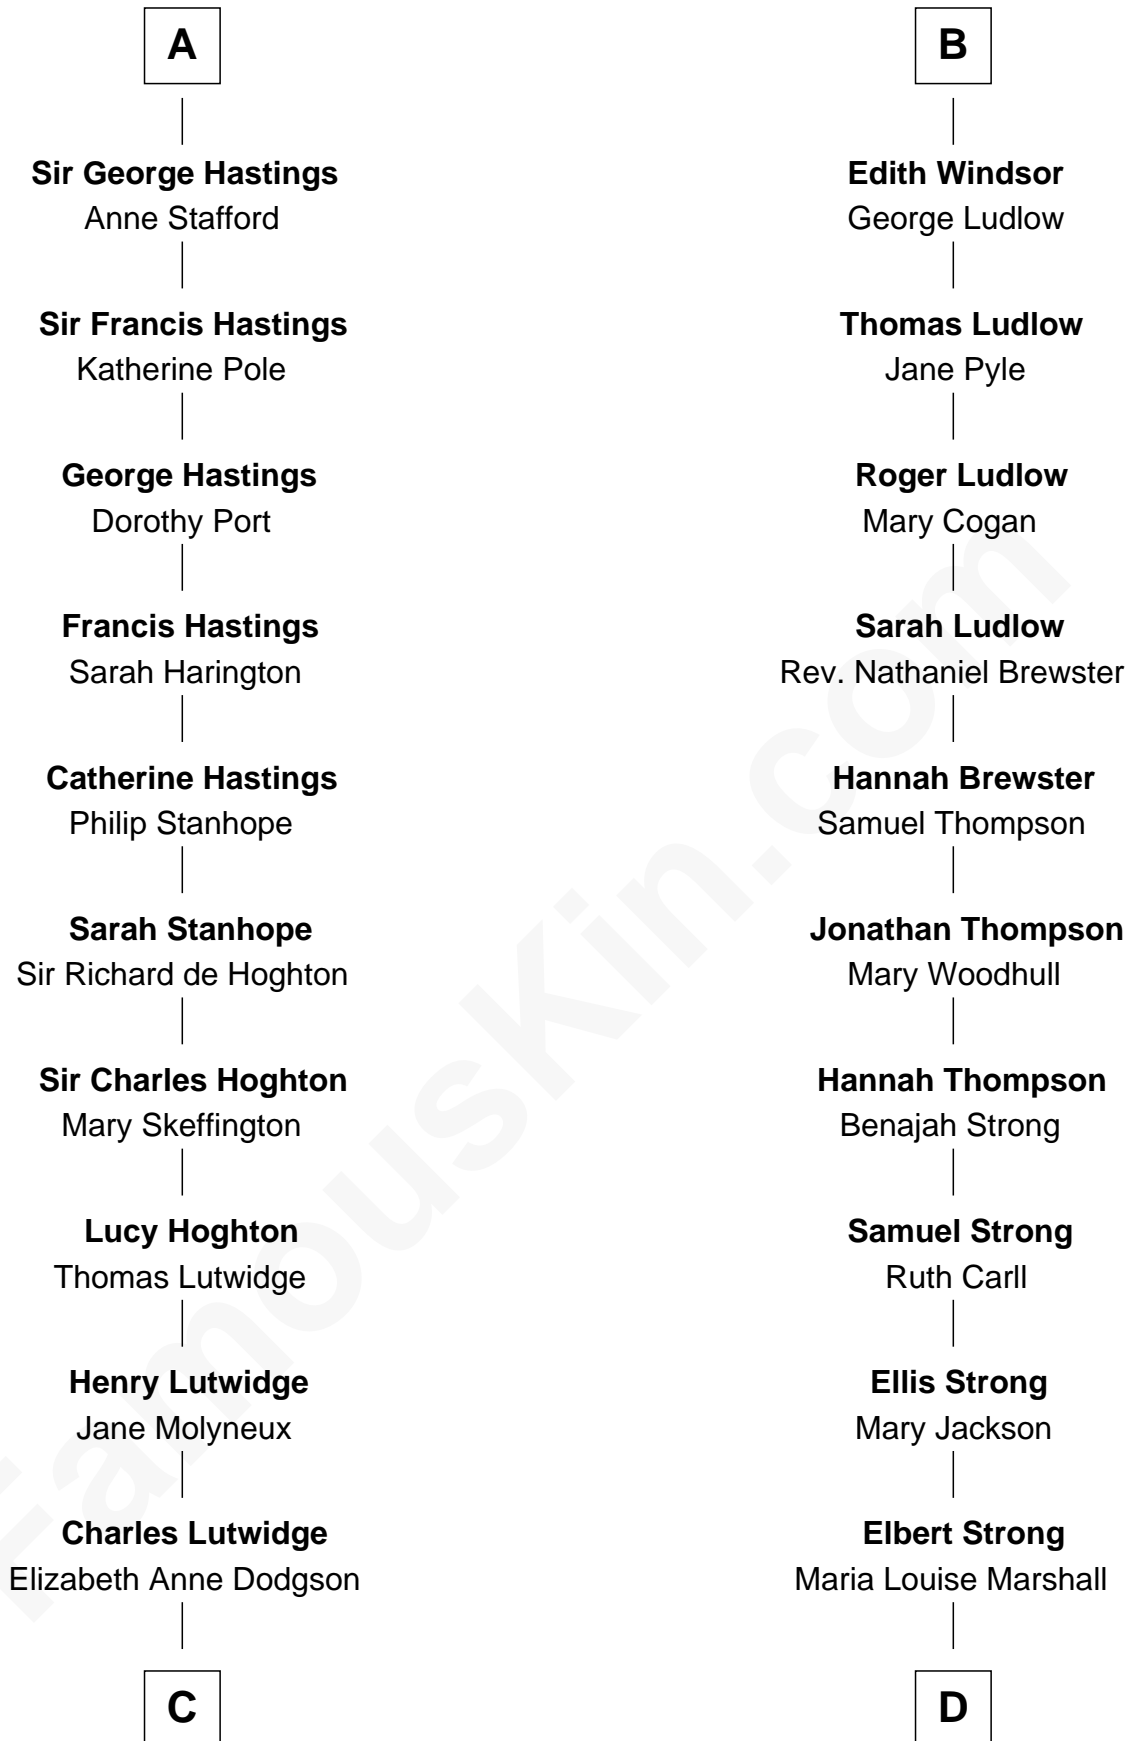 A
Sir George Hastings
Anne Stafford
Sir Francis Hastings
Katherine Pole
George Hastings
Dorothy Port
Francis Hastings
Sarah Harington
Catherine Hastings
Philip Stanhope
Sarah Stanhope
Sir Richard de Hoghton
Sir Charles Hoghton
Mary Skeffington
Lucy Hoghton
Thomas Lutwidge
Henry Lutwidge
Jane Molyneux
Charles Lutwidge
Elizabeth Anne Dodgson
C
B
Edith Windsor
George Ludlow
Thomas Ludlow
Jane Pyle
Roger Ludlow
Mary Cogan
Sarah Ludlow
Rev. Nathaniel Brewster
Hannah Brewster
Samuel Thompson
Jonathan Thompson
Mary Woodhull
Hannah Thompson
Benajah Strong
Samuel Strong
Ruth Carll
Ellis Strong
Mary Jackson
Elbert Strong
Maria Louise Marshall
D
FamousKin.com